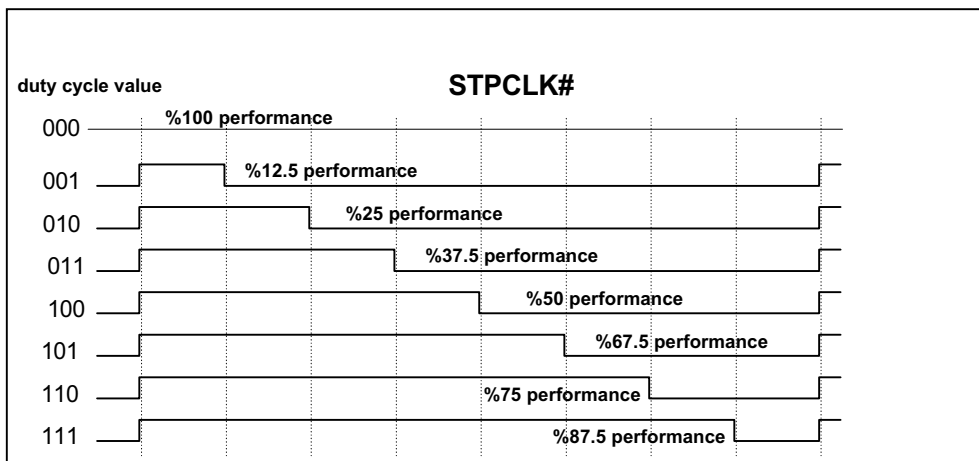 STPCLK#
duty cycle value
000 %100 performance
001 %12.5 performance
010 %25 performance
011 %37.5 performance
100 %50 performance
101 %67.5 performance
110 %75 performance
111 %87.5 performance